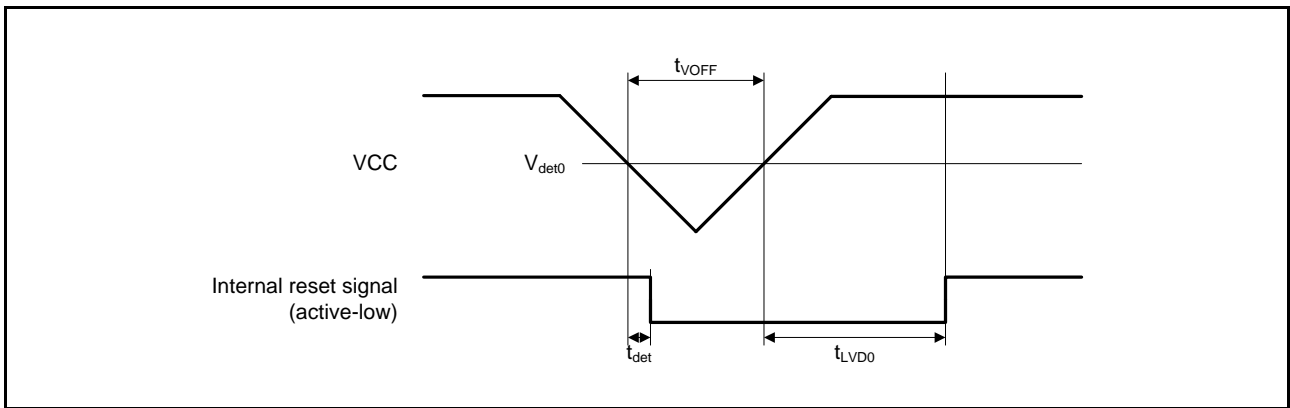 tVOFF
VCC
Vdet0
Internal reset signal
(active-low)
tdet
tLVD0